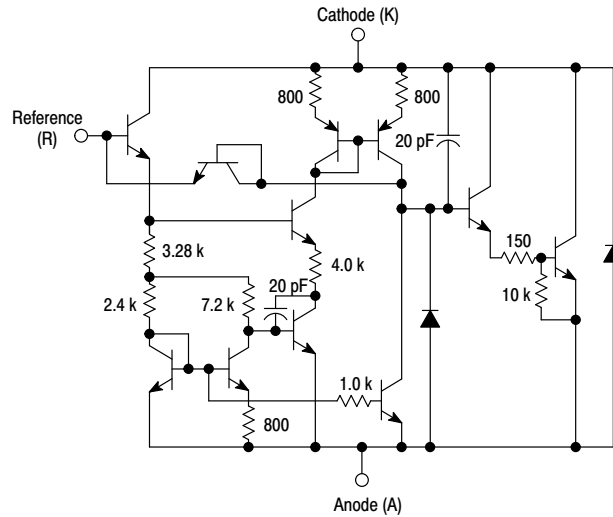 Cathode (K)
800
800
Reference
(R)
20 pF
3.28 k
150
4.0 k
2.4 k
7.2 k
20 pF
10 k
1.0 k
800
Anode (A)